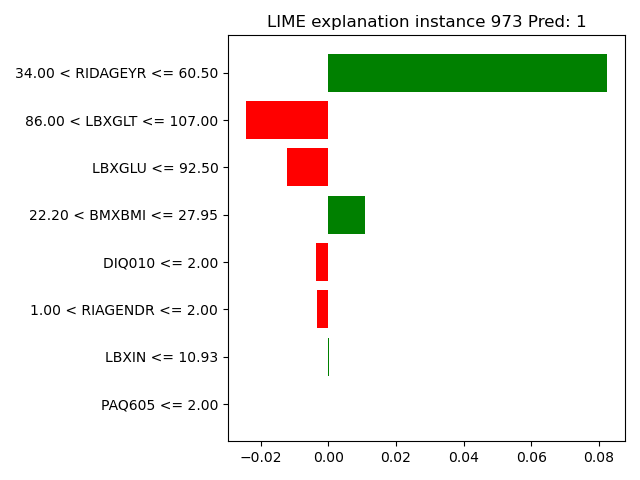 LIME explanation instance 973 Pred: 1
34.00 < RIDAGEYR <= 60.50
86.00 < LBXGLT <= 107.00
LBXGLU <= 92.50
22.20 < BMXBMI <= 27.95
DIQ010 <= 2.00
1.00 < RIAGENDR <= 2.00
LBXIN <= 10.93
PAQ605 <= 2.00
−0.02 0.00 0.02 0.04 0.06 0.08